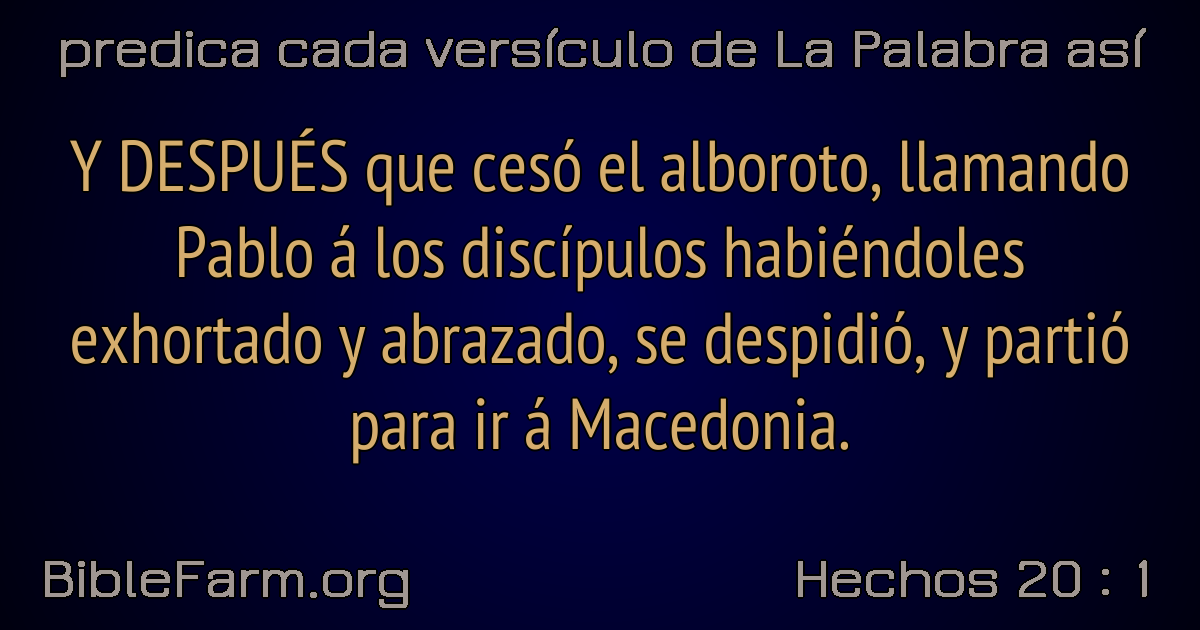 predica cada versículo de La Palabra así
Y DESPUÉS que cesó el alboroto, llamando
Pablo á los discípulos habiéndoles
exhortado y abrazado, se despidió, y partió
para ir á Macedonia.
BibleFarm.org
Hechos 20 : 1